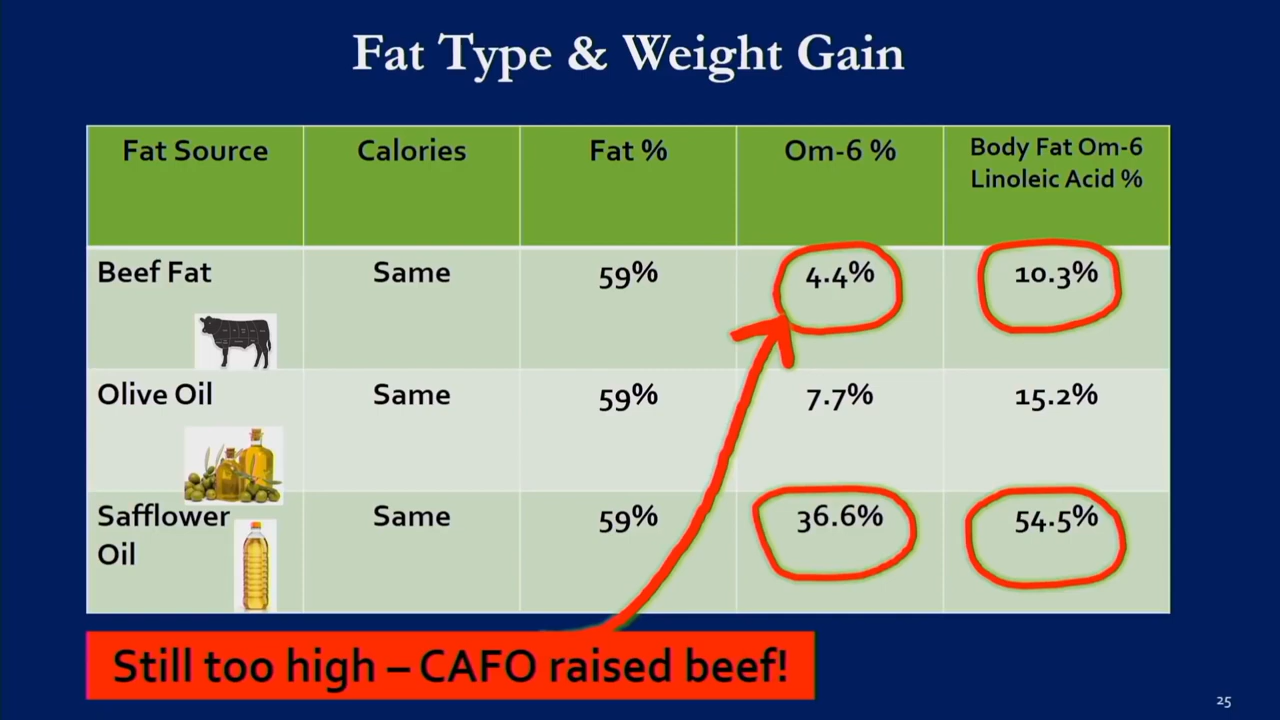 Fat Type & Weight Gain
Fat Source Calories Fat % Om-6 % Body Fat Om-6
Linoleic Acid %
Beef Fat Same 59% 4.4% 10.3%
Olive Oil Same 59% 7.7% 15.2%
Safflower Same 59% 36.6% 54.5%
Oil
Still too high – CAFO raised beef!
25